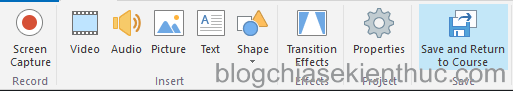 Screen Capture
Video
Audio
Picture
Text
Shape
Transition Effects
Properties
Save and Return to Course
Record
Insert
Effects
Project
Save
blogchiasekienthuc.com